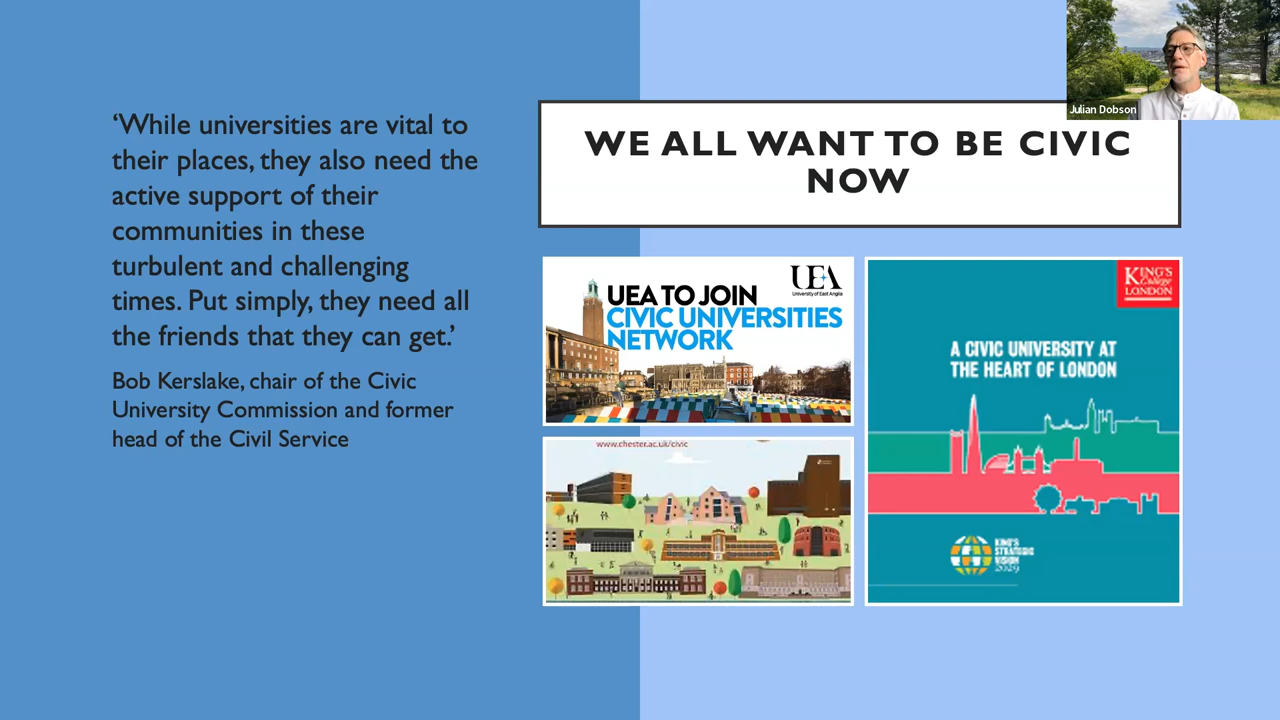 Julian Dobson
‘While universities are vital to
their places, they also need the
active support of their
communities in these
turbulent and challenging
times. Put simply, they need all
the friends that they can get.’
Bob Kerslake, chair of the Civic
University Commission and former
head of the Civil Service
WE ALL WANT TO BE CIVIC
NOW
UEA
University of East Anglia
UEA TO JOIN
CIVIC UNIVERSITIES
NETWORK
www.chester.ac.uk/civic
KING'S
College
LONDON
A CIVIC UNIVERSITY AT
THE HEART OF LONDON
KING'S
STRATEGIC
VISION
2029